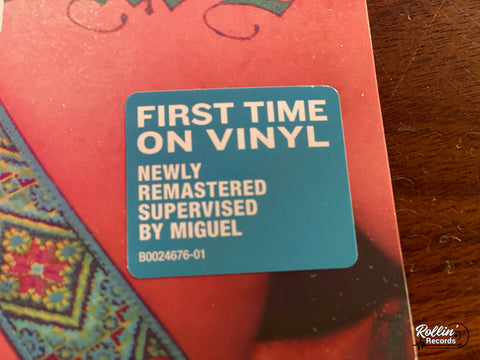 FIRST TIME
ON VINYL
NEWLY
REMASTERED
SUPERVISED
BY MIGUEL
B0024676-01
Rollin'
Records